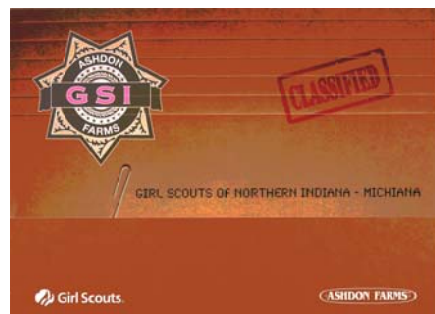 ASHDON
GSI
FARMS
CLASSIFIED
GIRL SCOUTS OF NORTHERN INDIANA - MICHIANA
Girl Scouts.
ASHDON FARMS